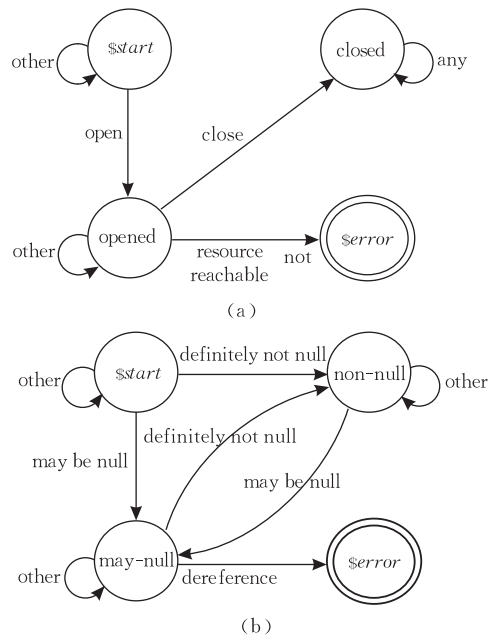 $start
closed
other
any
open
close
other
opened
$error
resource not
reachable
(a)
definitely not null
$start
non-null
other
other
definitely not null
may be null
may be null
may-null
$error
other
dereference
(b)